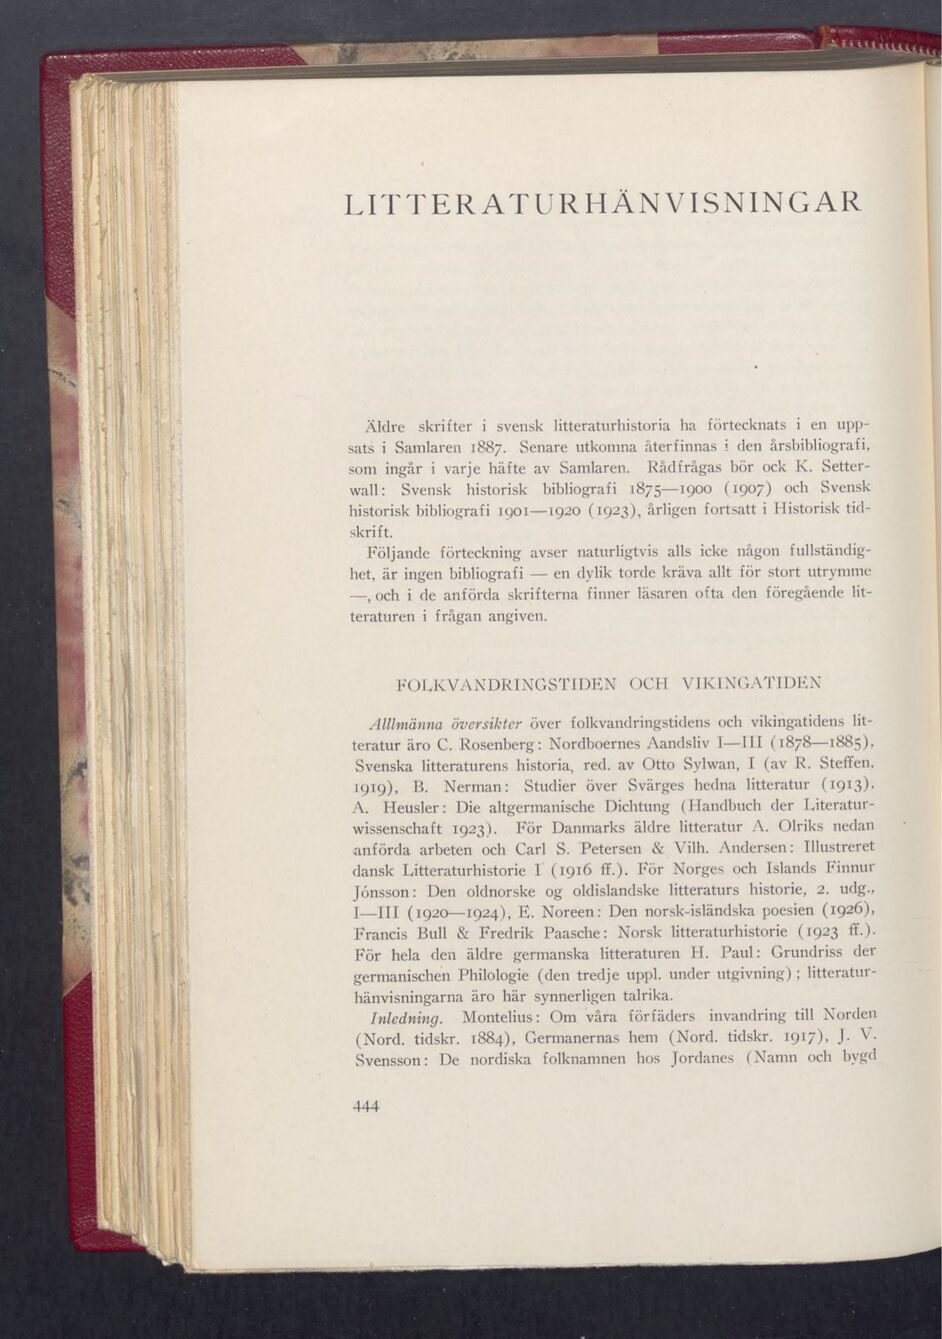 LITTERATURHÄNVISNINGAR
Äldre skrifter i svensk litteraturhistoria ha förtecknats i en upp-
sats i Samlaren 1887. Senare utkomna återfinnas i den årsbibliografi,
som ingår i varje häfte av Samlaren. Rådfrågas bör ock K. Setter-
wall: Svensk historisk bibliografi 1875—1900 (1907) och Svensk
historisk bibliografi 1901—1920 (1923), årligen fortsatt i Historisk tid-
skrift.
Följande förteckning avser naturligtvis alls icke någon fullständig-
het, är ingen bibliografi — en dylik torde kräva allt för stort utrymme
—, och i de anförda skrifterna finner läsaren ofta den föregående lit-
teraturen i frågan angiven.
FOLKVANDRINGSTIDEN OCH VIKINGATIDEN
Alllmänna översikter över folkvandringstidens och vikingatidens lit-
teratur äro C. Rosenberg: Nordboernes Aandsliv I—III (1878—1885),
Svenska litteraturens historia, red. av Otto Sylwan, I (av R. Steffen,
1919), B. Nerman: Studier över Svärges hedna litteratur (1913),
A. Heusler: Die altgermanische Dichtung (Handbuch der Literatur-
wissenschaft 1923). För Danmarks äldre litteratur A. Olriks nedan
anförda arbeten och Carl S. Petersen & Vilh. Andersen: Illustreret
dansk Litteraturhistorie I (1916 ff.). För Norges och Islands Finnur
Jónsson: Den oldnorske og oldislandske litteraturs historie, 2. udg.,
I—III (1920—1924), E. Noreen: Den norsk-isländska poesien (1926),
Francis Bull & Fredrik Paasche: Norsk litteraturhistorie (1923 ff.).
För hela den äldre germanska litteraturen H. Paul: Grundriss der
germanischen Philologie (den tredje uppl. under utgivning); litteratur-
hänvisningarna äro här synnerligen talrika.
Inledning. Montelius: Om våra förfäders invandring till Norden
(Nord. tidskr. 1884), Germanernas hem (Nord. tidskr. 1917), J. V.
Svensson: De nordiska folknamnen hos Jordanes (Namn och bygd
444